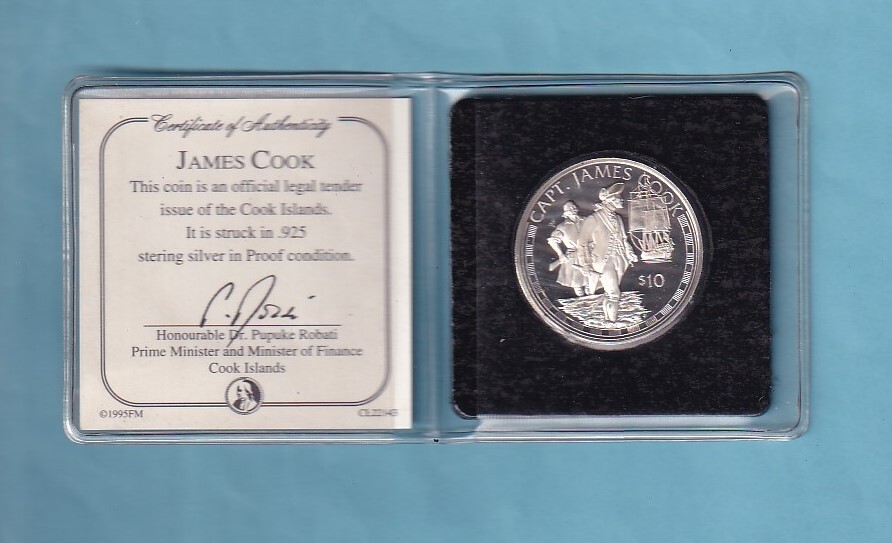 Certificate of Authenticity
JAMES COOK
This coin is an official legal tender
issue of the Cook Islands.
It is struck in .925
stering silver in Proof condition.
Honourable Dr. Pupuke Robati
Prime Minister and Minister of Finance
Cook Islands
©1995FM
CAPT. JAMES COOK
$10